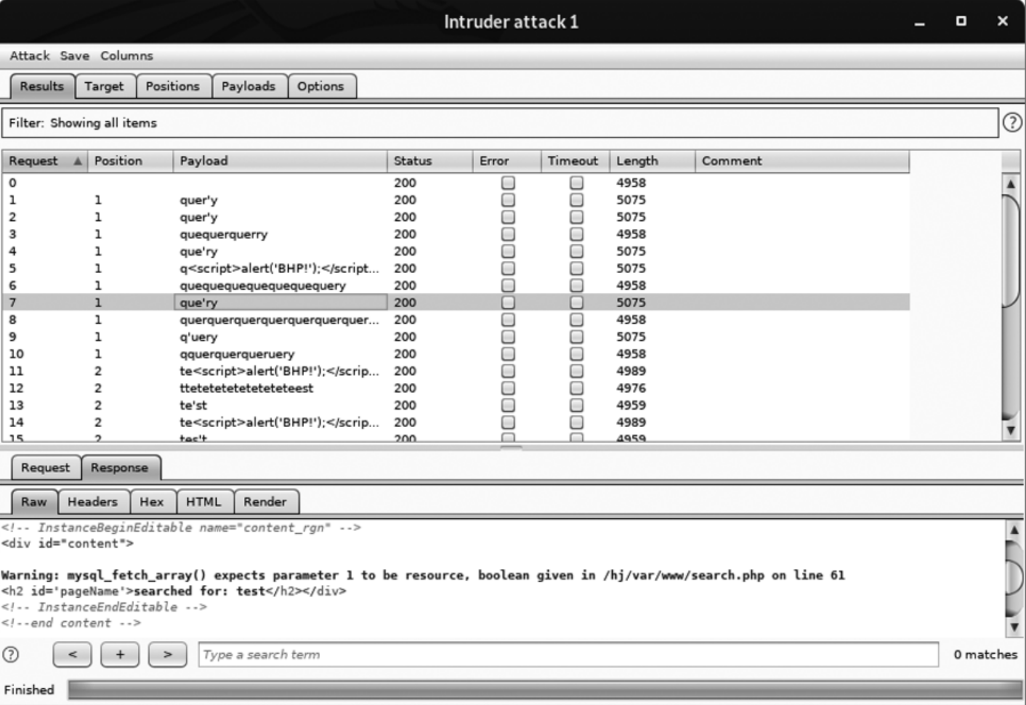 Intruder attack 1
Attack Save Columns
Results Target Positions Payloads Options
Filter: Showing all items ?
Request Position Payload Status Error Timeout Length Comment
0 200 4958
1 1 quer'y 200 5075
2 1 quer'y 200 5075
3 1 quequerquerry 200 4958
4 1 que'ry 200 5075
5 1 q<script>alert('BHP!');</script... 200 5075
6 1 quequequequequequequery 200 4958
7 1 que'ry 200 5075
8 1 querquerquerquerquerquerquer... 200 4958
9 1 q'uery 200 5075
10 1 qquerquerqueruery 200 4958
11 2 te<script>alert('BHP!');</scrip... 200 4989
12 2 tteteteteteteteteteest 200 4976
13 2 te'st 200 4959
14 2 te<script>alert('BHP!');</scrip... 200 4989
15 2 tes't 200 4959
Request Response
Raw Headers Hex HTML Render
<!-- InstanceBeginEditable name="content_rgn" -->
<div id="content">
Warning: mysql_fetch_array() expects parameter 1 to be resource, boolean given in /hj/var/www/search.php on line 61
<h2 id='pageName'>searched for: test</h2></div>
<!-- InstanceEndEditable -->
<!--end content -->
? < + > Type a search term 0 matches
Finished